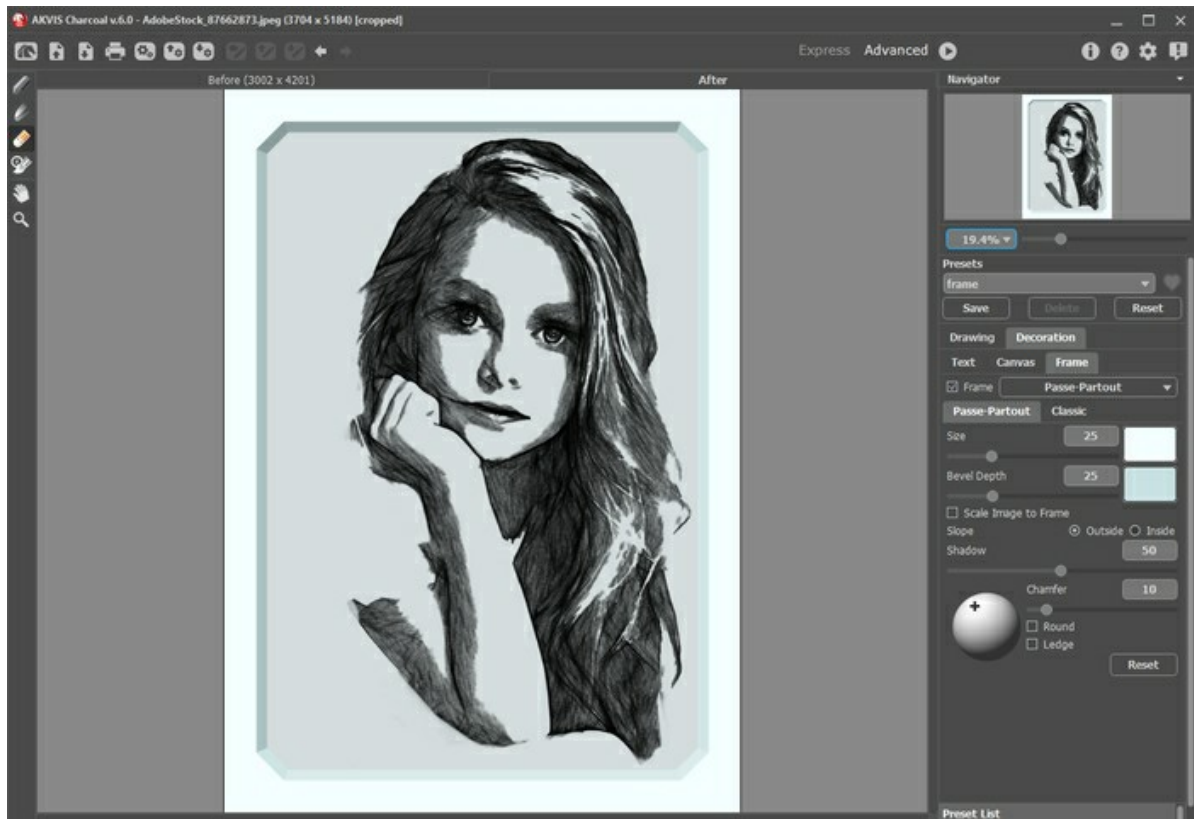 AKVIS Charcoal v.6.0 - AdobeStock_87662873.jpeg (3704 x 5184) [cropped]
Express Advanced
Before (3002 x 4201) After
Navigator
19.4%
Presets
frame
Save Delete Reset
Drawing Decoration
Text Canvas Frame
Frame Passe-Partout
Passe-Partout Classic
Size 25
Bevel Depth 25
Scale Image to Frame
Slope Outside Inside
Shadow 50
Chamfer 10
Round
Ledge
Reset
Preset List